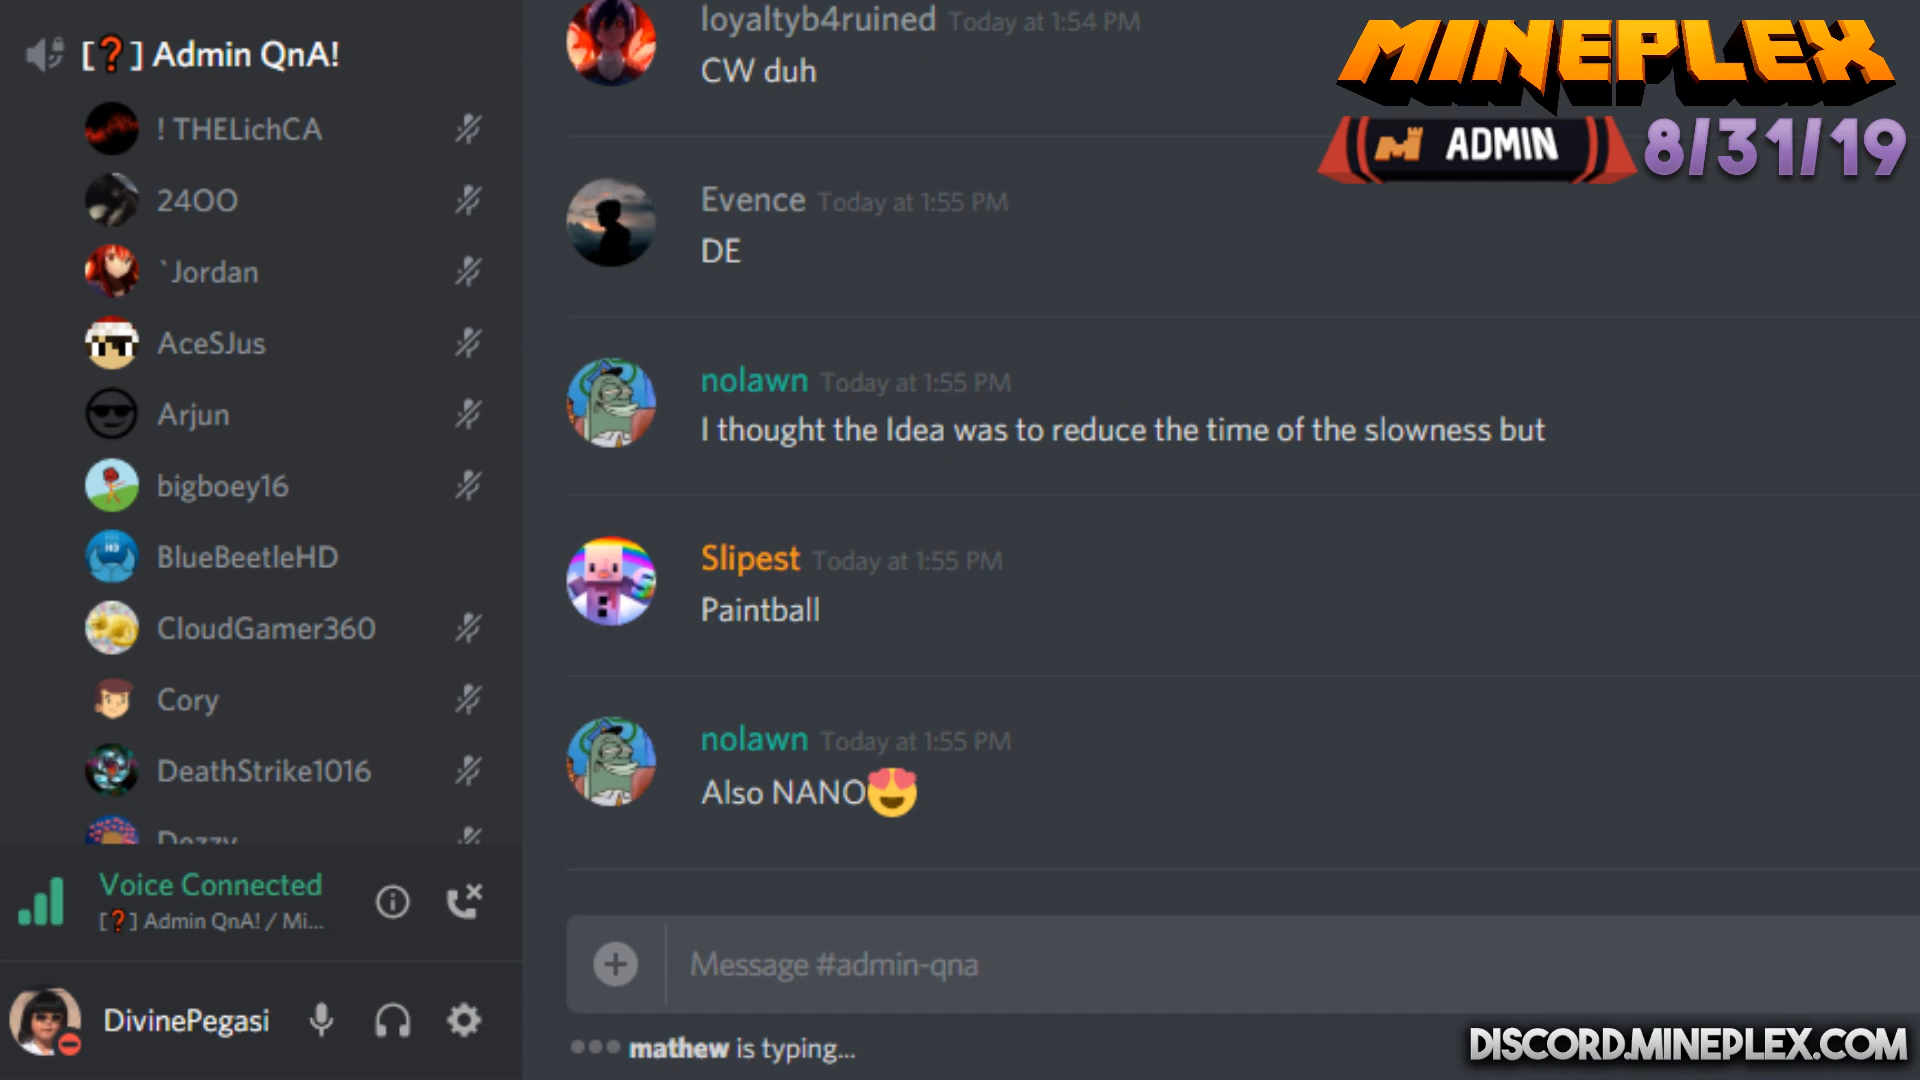 [❓] Admin QnA!
! THELichCA
24OO
`Jordan
AceSJus
Arjun
bigboey16
BlueBeetleHD
CloudGamer360
Cory
DeathStrike1016
Dezzy
Voice Connected
[❓] Admin QnA! / Mi...
DivinePegasi
loyaltyb4ruined Today at 1:54 PM
CW duh
Evence Today at 1:55 PM
DE
nolawn Today at 1:55 PM
I thought the Idea was to reduce the time of the slowness but
Slipest Today at 1:55 PM
Paintball
nolawn Today at 1:55 PM
Also NANO😍
Message #admin-qna
mathew is typing...
MINEPLEX
ADMIN 8/31/19
DISCORD.MINEPLEX.COM